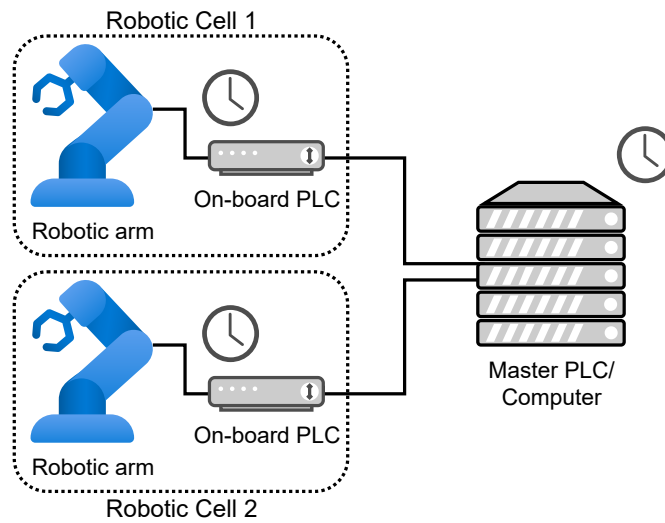 Robotic Cell 1
On-board PLC
Robotic arm
Master PLC/
Computer
On-board PLC
Robotic arm
Robotic Cell 2